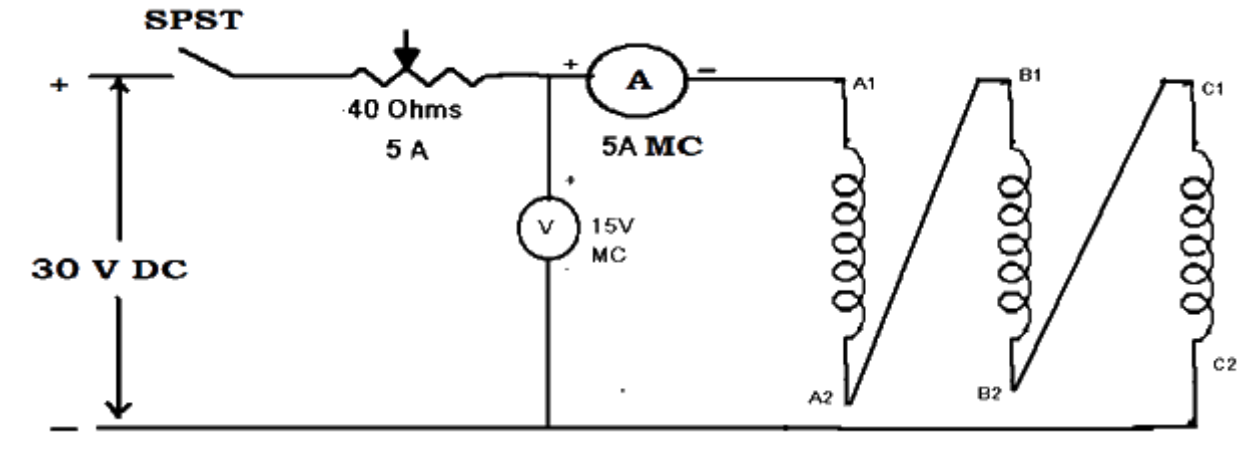 SPST
+
40 Ohms
5 A
+
A
−
5A MC
+
V
15V
MC
30 V DC
−
A1
A2
B1
B2
C1
C2